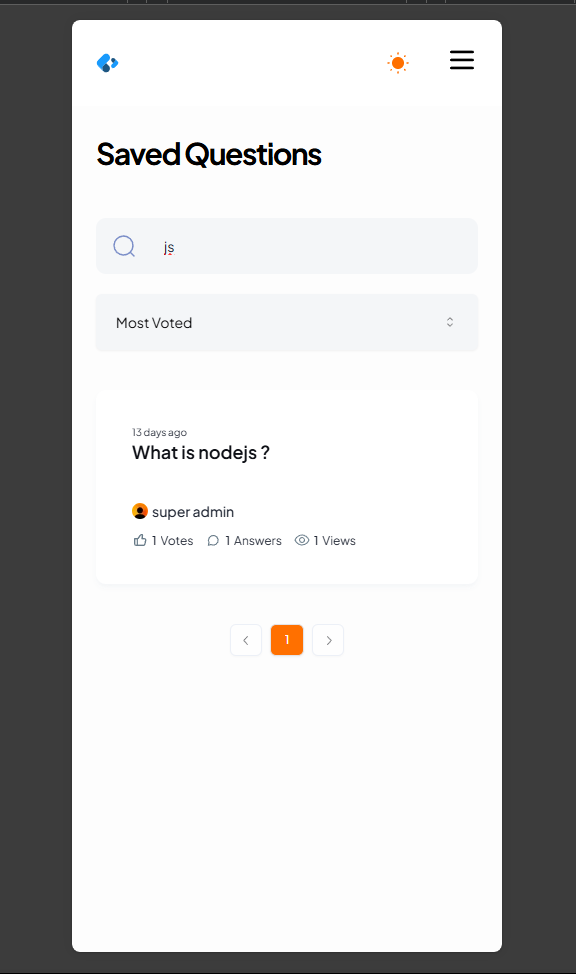 Saved Questions
js
Most Voted
13 days ago
What is nodejs ?
super admin
1 Votes 1 Answers 1 Views
1